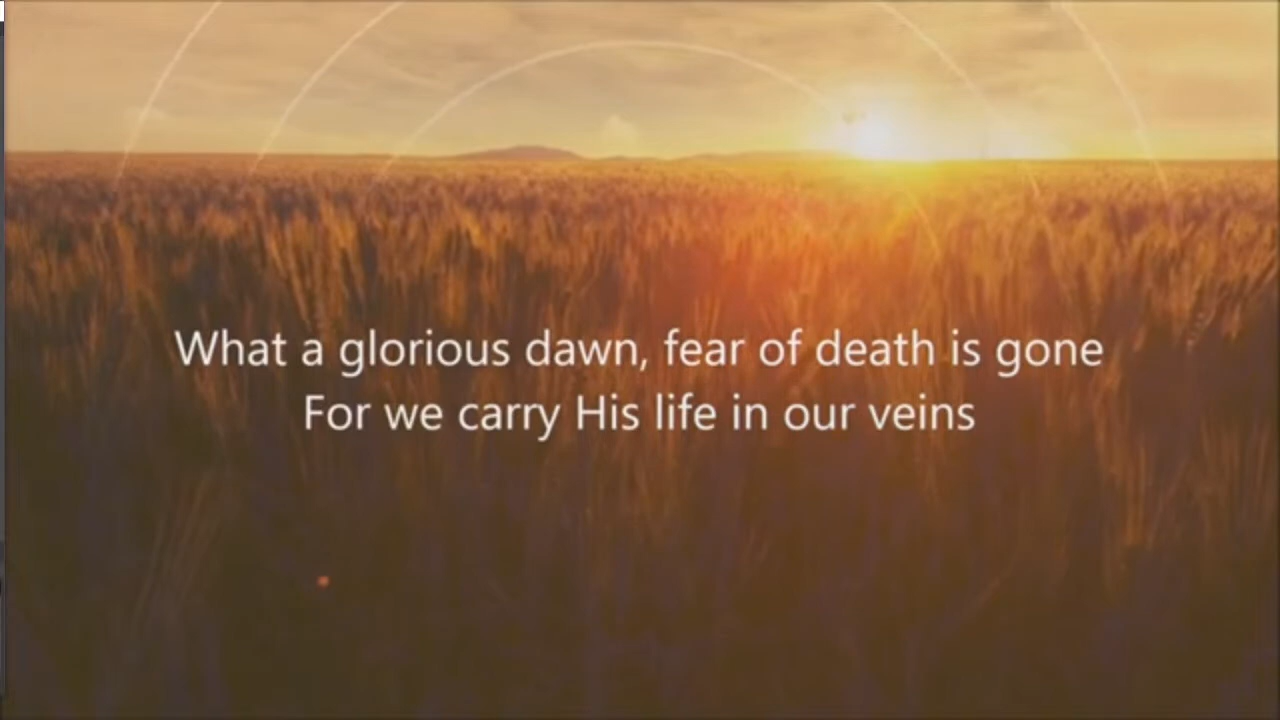 What a glorious dawn, fear of death is gone
For we carry His life in our veins